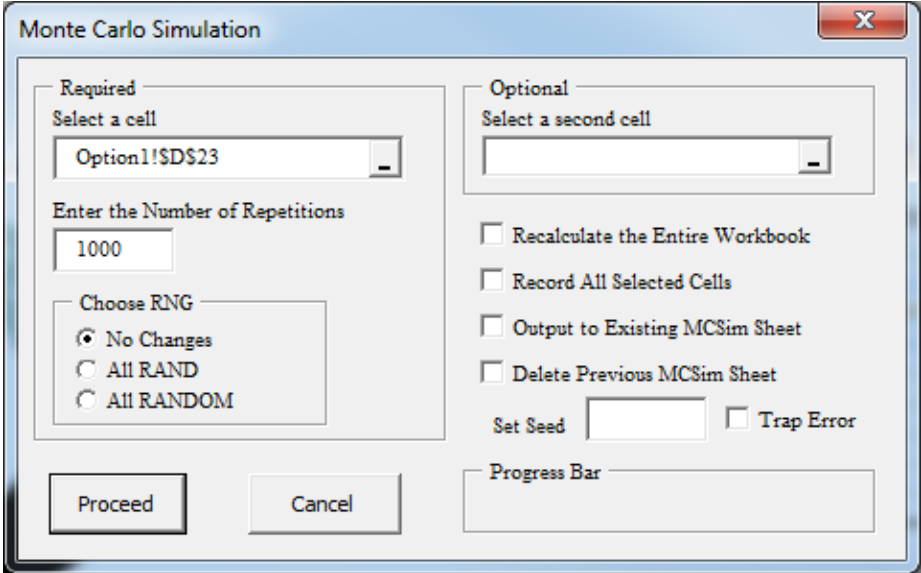 Monte Carlo Simulation
Required
Select a cell
Option1!$D$23
Enter the Number of Repetitions
1000
Choose RNG
No Changes
All RAND
All RANDOM
Optional
Select a second cell
Recalculate the Entire Workbook
Record All Selected Cells
Output to Existing MCSim Sheet
Delete Previous MCSim Sheet
Set Seed Trap Error
Proceed Cancel
Progress Bar